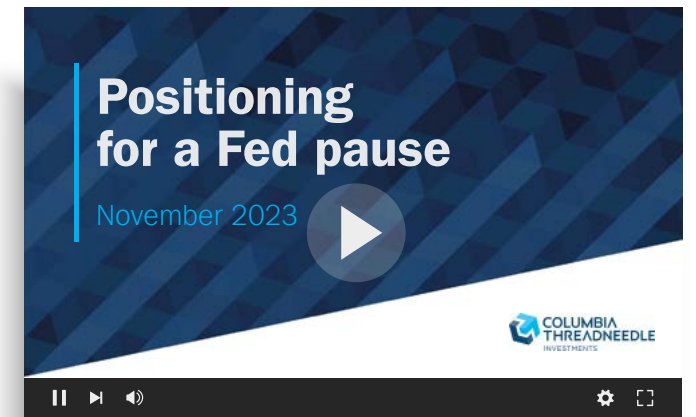 Positioning
for a Fed pause
November 2023
COLUMBIA
THREADNEEDLE
INVESTMENTS